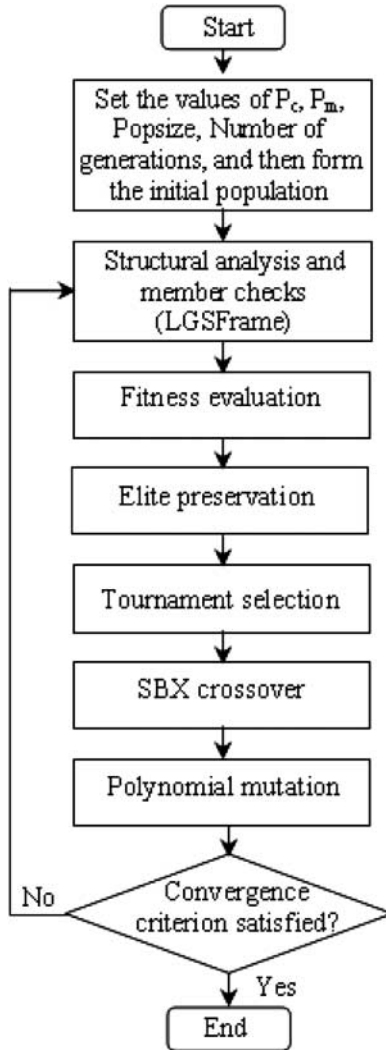 Start
Set the values of Pc, Pm,
Popsize, Number of
generations, and then form
the initial population
Structural analysis and
member checks
(LGSFrame)
Fitness evaluation
Elite preservation
Tournament selection
SBX crossover
Polynomial mutation
No
Convergence
criterion satisfied?
Yes
End